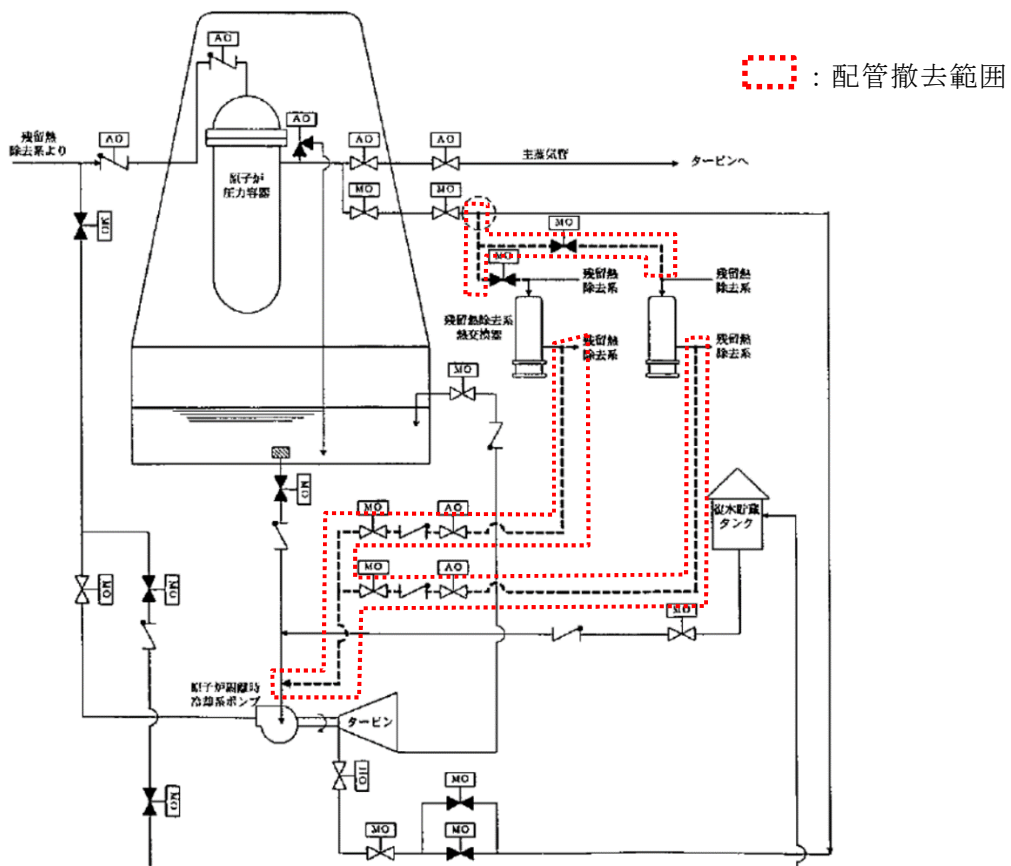 ：配管撤去範囲
AO
AO
残留熱
除去系より
AO
AO
AO
主蒸気管
タービンへ
原子炉
圧力容器
MO
MO
MO
MO
MO
残留熱
除去系
残留熱
除去系
残留熱除去系
熱交換器
残留熱
除去系
残留熱
除去系
MO
MO
復水貯蔵
タンク
MO
AO
MO
AO
MO
MO
MO
原子炉隔離時
冷却系ポンプ
タービン
MO
MO
MO
MO
MO